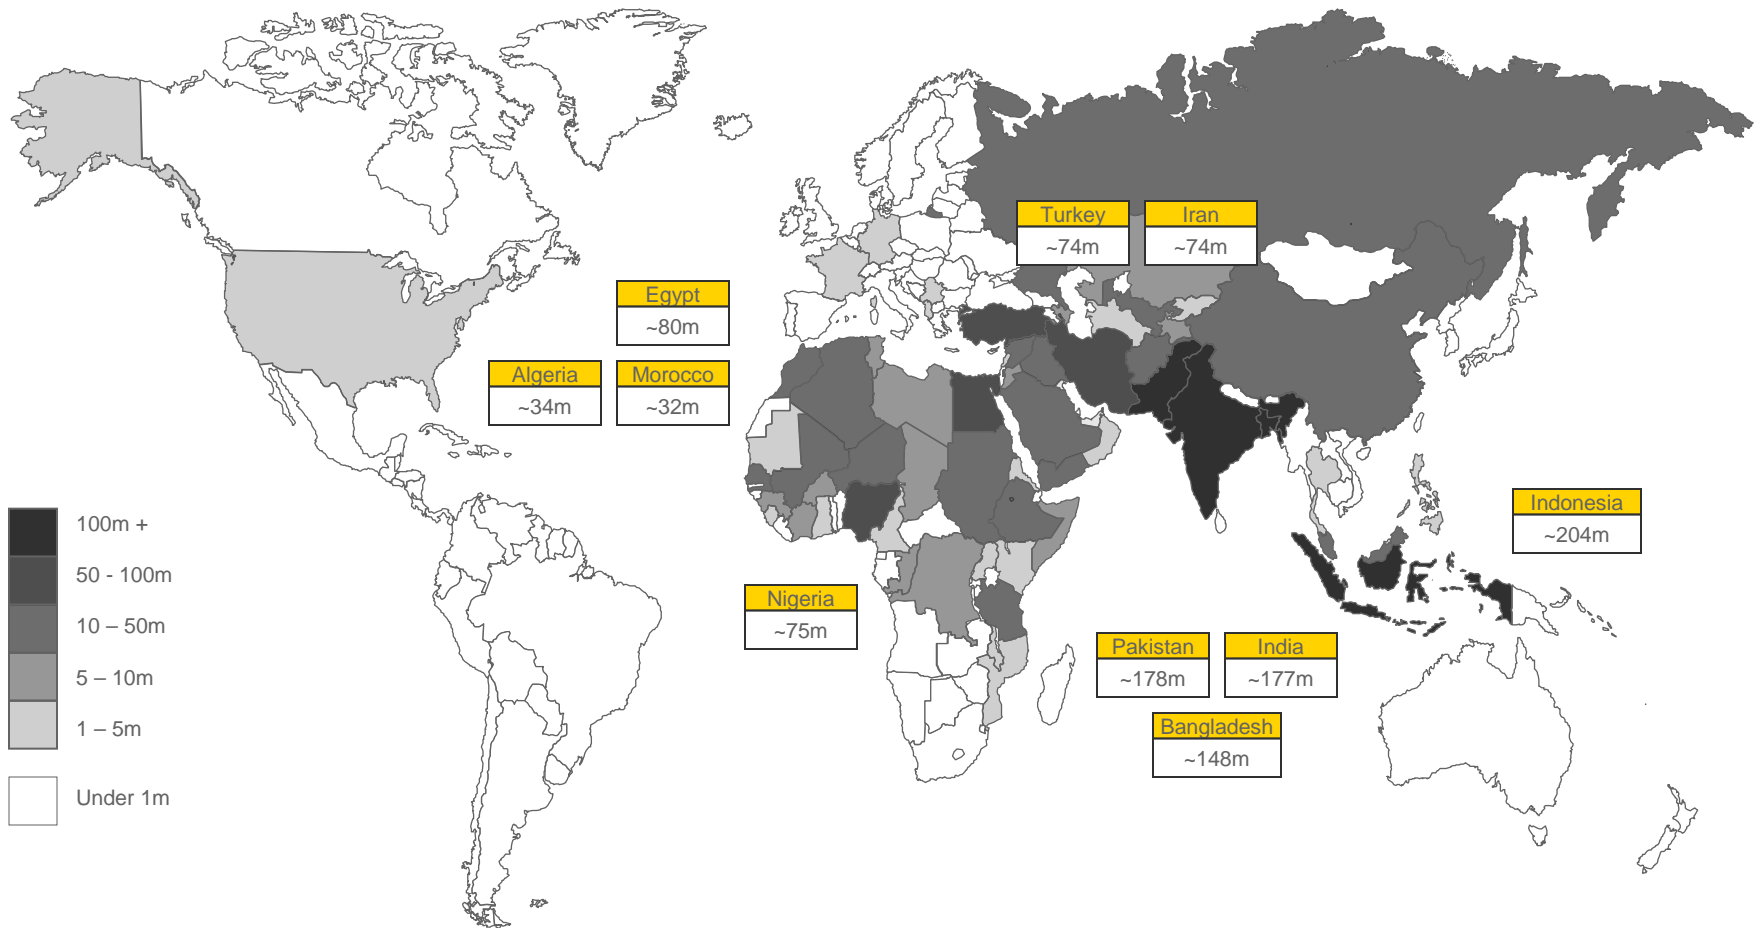 Turkey
~74m
Iran
~74m
Egypt
~80m
Algeria
~34m
Morocco
~32m
Indonesia
~204m
Nigeria
~75m
Pakistan
~178m
India
~177m
Bangladesh
~148m
100m +
50 - 100m
10 – 50m
5 – 10m
1 – 5m
Under 1m